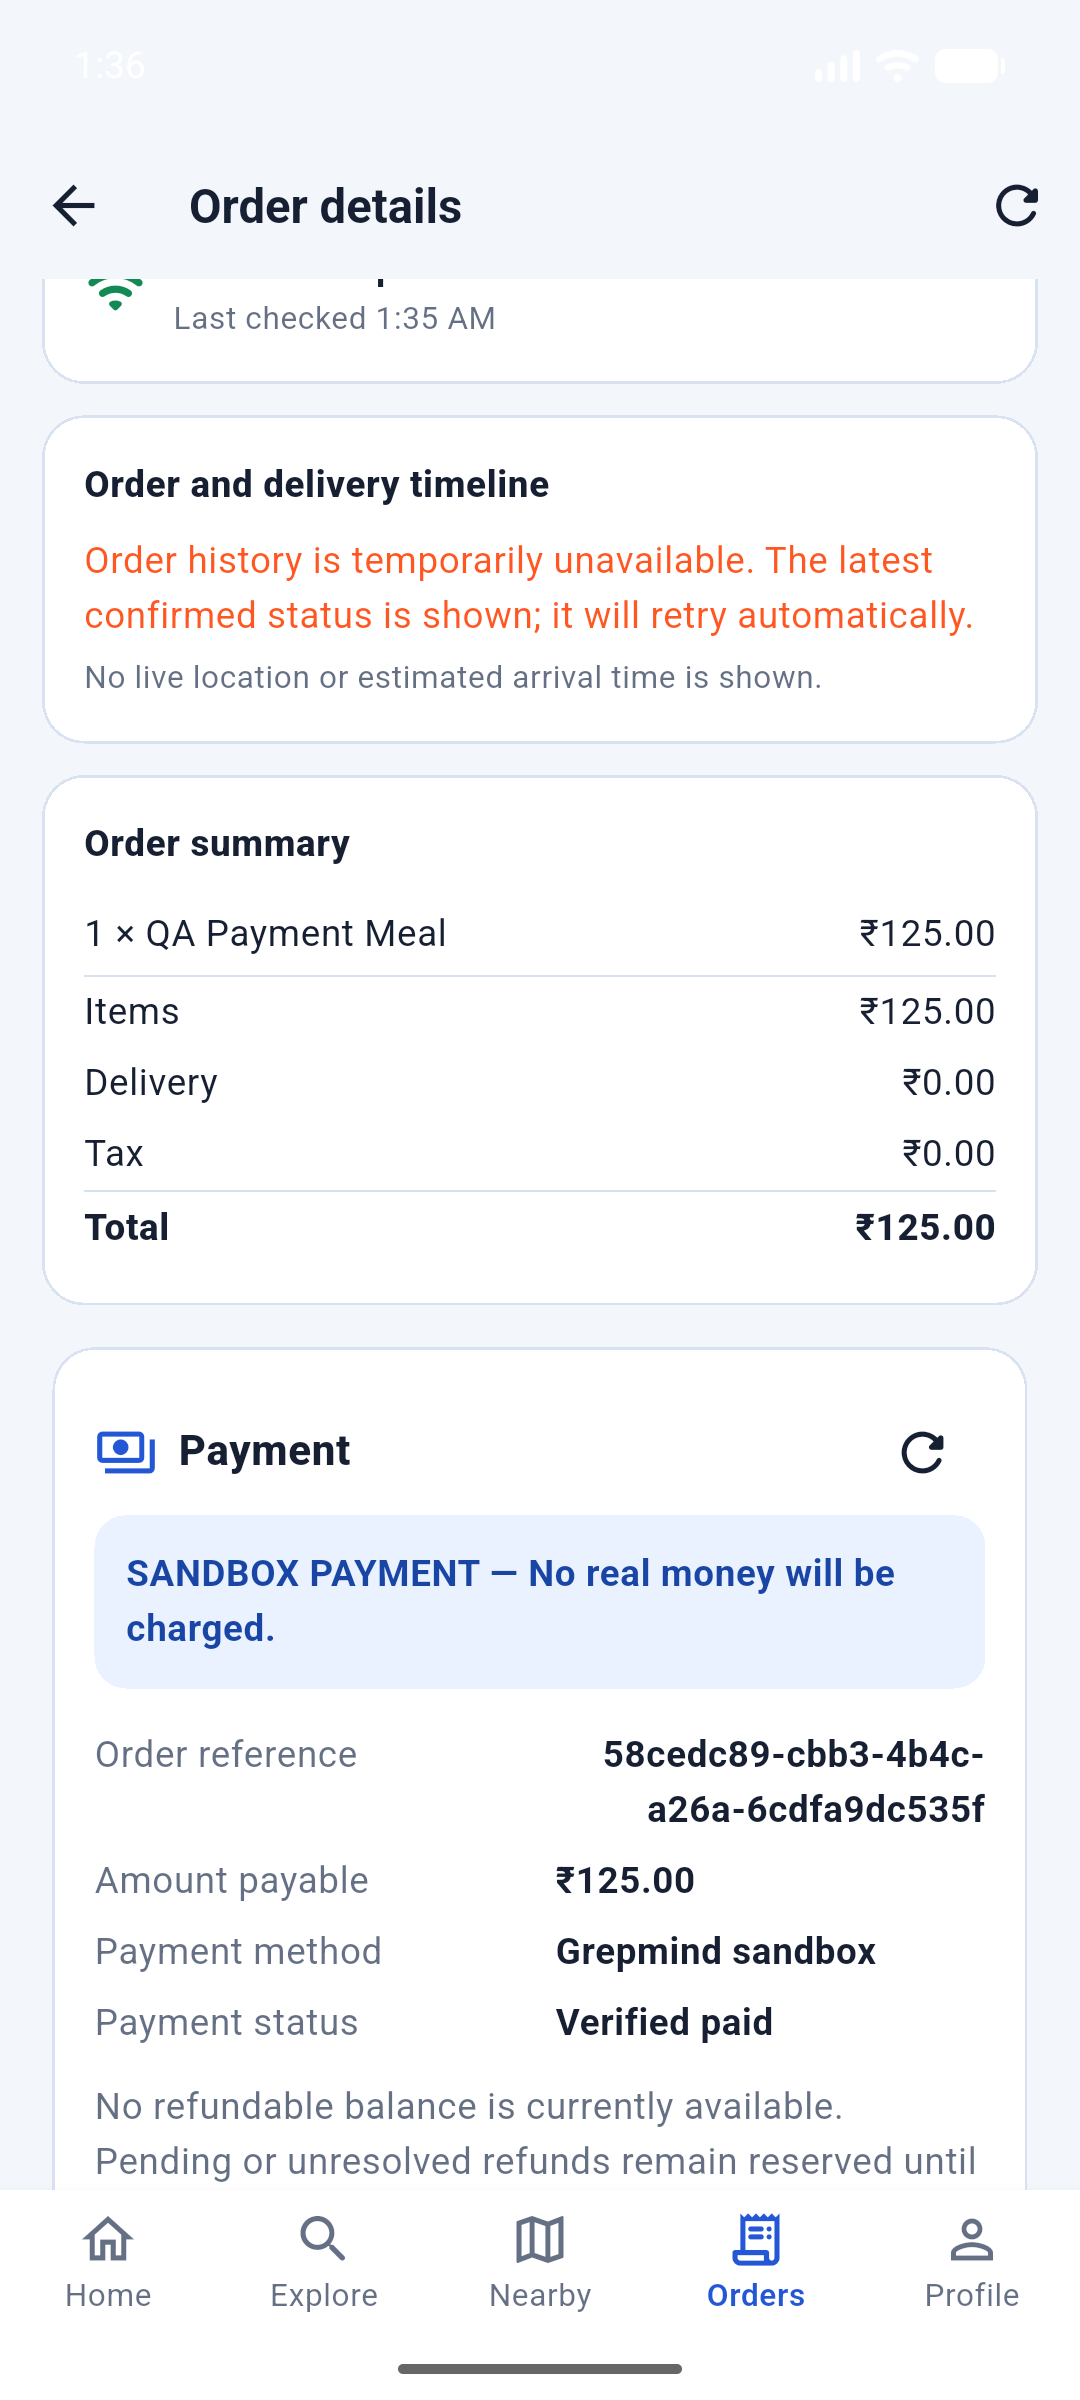 1:36
Order details
Last checked 1:35 AM
Order and delivery timeline
Order history is temporarily unavailable. The latest
confirmed status is shown; it will retry automatically.
No live location or estimated arrival time is shown.
Order summary
1 × QA Payment Meal ₹125.00
Items ₹125.00
Delivery ₹0.00
Tax ₹0.00
Total ₹125.00
Payment
SANDBOX PAYMENT — No real money will be
charged.
Order reference 58cedc89-cbb3-4b4c-
a26a-6cdfa9dc535f
Amount payable ₹125.00
Payment method Grepmind sandbox
Payment status Verified paid
No refundable balance is currently available.
Pending or unresolved refunds remain reserved until
Home Explore Nearby Orders Profile